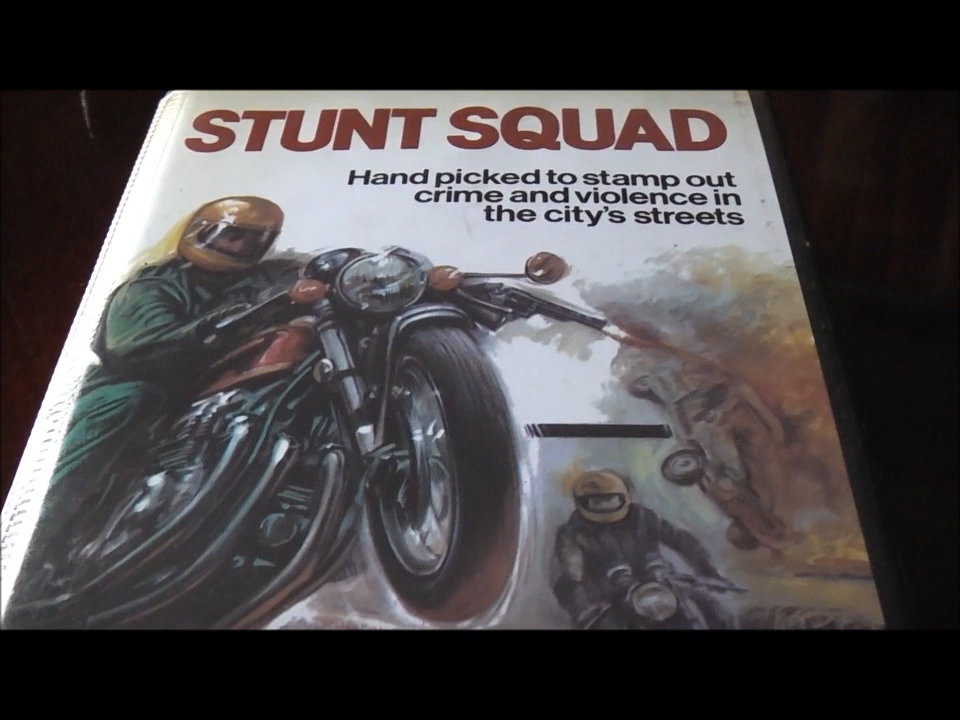 STUNT SQUAD
Hand picked to stamp out
crime and violence in
the city's streets